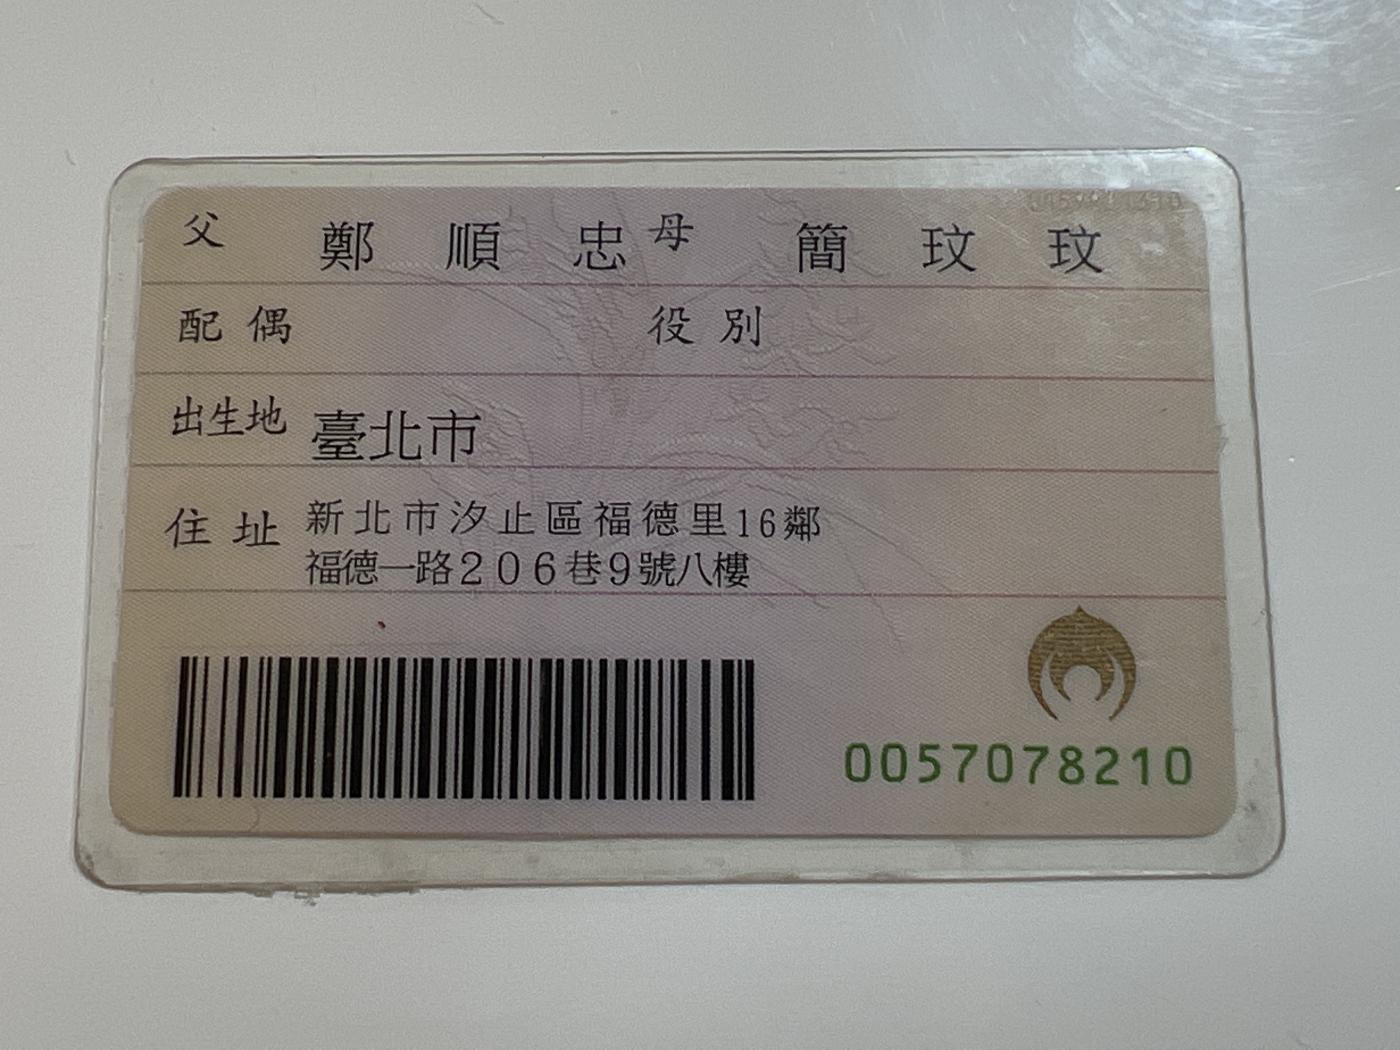 父 鄭順忠 母 簡玟玟
配偶 役別
出生地 臺北市
住址 新北市汐止區福德里16鄰
福德一路206巷9號八樓
0057078210